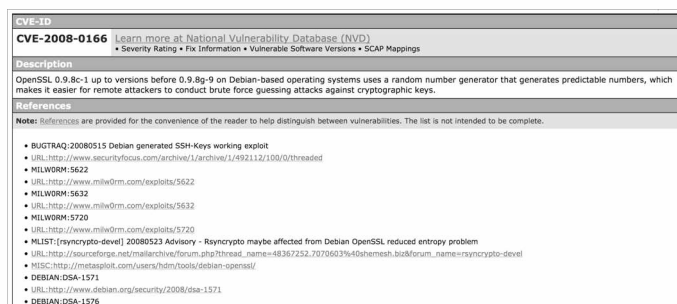 CVE-ID
CVE-2008-0166 Learn more at National Vulnerability Database (NVD)
• Severity Rating • Fix Information • Vulnerable Software Versions • SCAP Mappings
Description
OpenSSL 0.9.8c-1 up to versions before 0.9.8g-9 on Debian-based operating systems uses a random number generator that generates predictable numbers, which
makes it easier for remote attackers to conduct brute force guessing attacks against cryptographic keys.
References
Note: References are provided for the convenience of the reader to help distinguish between vulnerabilities. The list is not intended to be complete.
• BUGTRAQ:20080515 Debian generated SSH-Keys working exploit
• URL:http://www.securityfocus.com/archive/1/archive/1/492112/100/0/threaded
• MILW0RM:5622
• URL:http://www.milw0rm.com/exploits/5622
• MILW0RM:5632
• URL:http://www.milw0rm.com/exploits/5632
• MILW0RM:5720
• URL:http://www.milw0rm.com/exploits/5720
• MLIST:[rsyncrypto-devel] 20080523 Advisory - Rsyncrypto maybe affected from Debian OpenSSL reduced entropy problem
• URL:http://sourceforge.net/mailarchive/forum.php?thread_name=48367252.7070603%40shemesh.biz&forum_name=rsyncrypto-devel
• MISC:http://metasploit.com/users/hdm/tools/debian-openssl/
• DEBIAN:DSA-1571
• URL:http://www.debian.org/security/2008/dsa-1571
• DEBIAN:DSA-1576